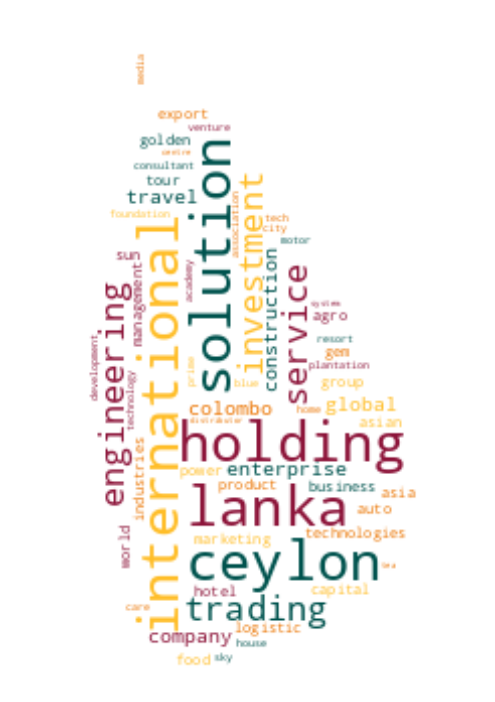 media
export
venture
golden
centre
consultant
tour
travel
foundation
solution
investment
association
tech
city
motor
international
sun
management
academy
construction
service
system
agro
engineering
development
technology
prime
blue
resort
gem
plantation
group
home
global
colombo
distributor
asian
holding
industries
power
enterprise
product
business
asia
lanka
auto
world
marketing
technologies
ceylon
tea
hotel
capital
care
trading
company
logistic
house
food
sky